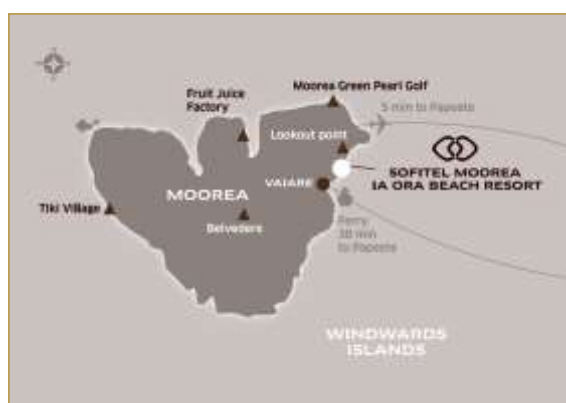 Moorea Green Pearl Golf
Fruit Juice
Factory
5 min to Papeete
Lookout point
SOFITEL MOOREA
IA ORA BEACH RESORT
VAIARE
MOOREA
Tiki Village
Belvedere
Ferry
30 min
to Papeete
WINDWARDS
ISLANDS